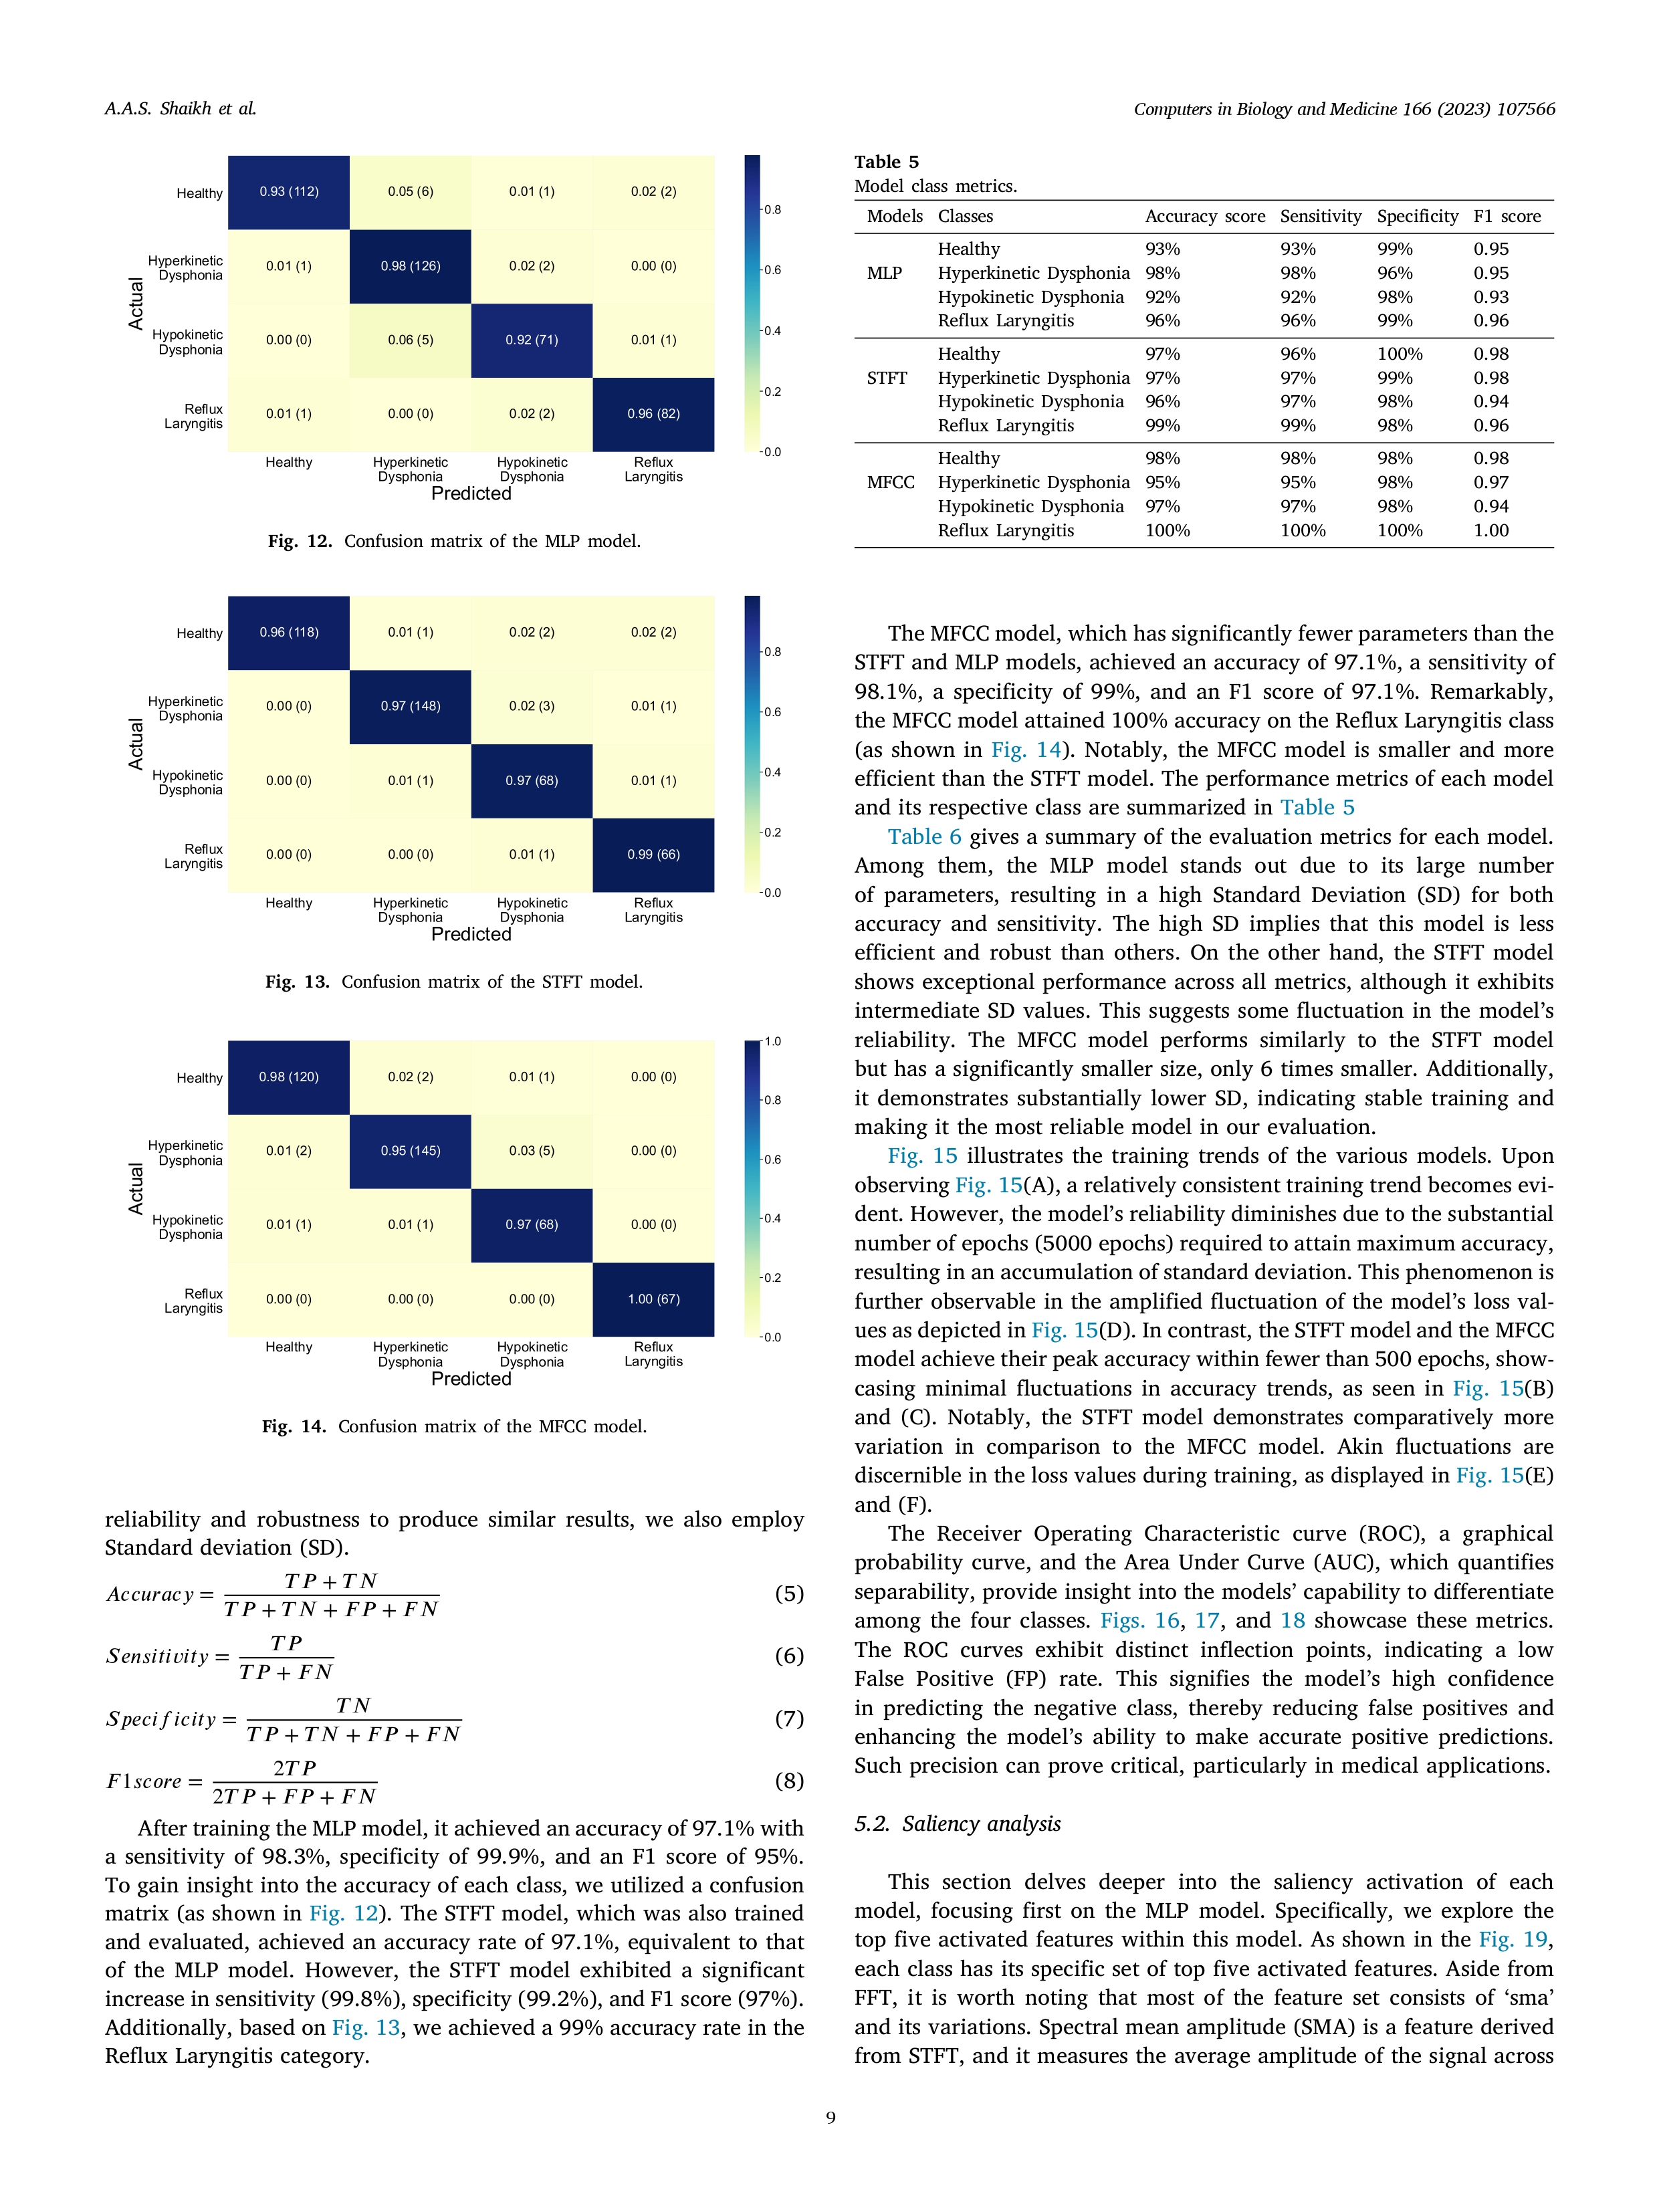 A.A.S. Shaikh et al.
Computers in Biology and Medicine 166 (2023) 107566
Actual
Healthy 0.93 (112) 0.05 (6) 0.01 (1) 0.02 (2)
Hyperkinetic
Dysphonia 0.01 (1) 0.98 (126) 0.02 (2) 0.00 (0)
Hypokinetic
Dysphonia 0.00 (0) 0.06 (5) 0.92 (71) 0.01 (1)
Reflux
Laryngitis 0.01 (1) 0.00 (0) 0.02 (2) 0.96 (82)
Healthy Hyperkinetic Hypokinetic Reflux
Dysphonia Dysphonia Laryngitis
Predicted
0.8
0.6
0.4
0.2
0.0
Fig. 12. Confusion matrix of the MLP model.
Actual
Healthy 0.96 (118) 0.01 (1) 0.02 (2) 0.02 (2)
Hyperkinetic
Dysphonia 0.00 (0) 0.97 (148) 0.02 (3) 0.01 (1)
Hypokinetic
Dysphonia 0.00 (0) 0.01 (1) 0.97 (68) 0.01 (1)
Reflux
Laryngitis 0.00 (0) 0.00 (0) 0.01 (1) 0.99 (66)
Healthy Hyperkinetic Hypokinetic Reflux
Dysphonia Dysphonia Laryngitis
Predicted
0.8
0.6
0.4
0.2
0.0
Fig. 13. Confusion matrix of the STFT model.
Actual
Healthy 0.98 (120) 0.02 (2) 0.01 (1) 0.00 (0)
Hyperkinetic
Dysphonia 0.01 (2) 0.95 (145) 0.03 (5) 0.00 (0)
Hypokinetic
Dysphonia 0.01 (1) 0.01 (1) 0.97 (68) 0.00 (0)
Reflux
Laryngitis 0.00 (0) 0.00 (0) 0.00 (0) 1.00 (67)
Healthy Hyperkinetic Hypokinetic Reflux
Dysphonia Dysphonia Laryngitis
Predicted
1.0
0.8
0.6
0.4
0.2
0.0
Fig. 14. Confusion matrix of the MFCC model.
reliability and robustness to produce similar results, we also employ
Standard deviation (SD).
Accuracy = TP + TN / TP + TN + FP + FN (5)
Sensitivity = TP / TP + FN (6)
Specificity = TN / TP + TN + FP + FN (7)
F1score = 2TP / 2TP + FP + FN (8)
After training the MLP model, it achieved an accuracy of 97.1% with
a sensitivity of 98.3%, specificity of 99.9%, and an F1 score of 95%.
To gain insight into the accuracy of each class, we utilized a confusion
matrix (as shown in Fig. 12). The STFT model, which was also trained
and evaluated, achieved an accuracy rate of 97.1%, equivalent to that
of the MLP model. However, the STFT model exhibited a significant
increase in sensitivity (99.8%), specificity (99.2%), and F1 score (97%).
Additionally, based on Fig. 13, we achieved a 99% accuracy rate in the
Reflux Laryngitis category.
Table 5
Model class metrics.
Models Classes Accuracy score Sensitivity Specificity F1 score
MLP
Healthy 93% 93% 99% 0.95
Hyperkinetic Dysphonia 98% 98% 96% 0.95
Hypokinetic Dysphonia 92% 92% 98% 0.93
Reflux Laryngitis 96% 96% 99% 0.96
STFT
Healthy 97% 96% 100% 0.98
Hyperkinetic Dysphonia 97% 97% 99% 0.98
Hypokinetic Dysphonia 96% 97% 98% 0.94
Reflux Laryngitis 99% 99% 98% 0.96
MFCC
Healthy 98% 98% 98% 0.98
Hyperkinetic Dysphonia 95% 95% 98% 0.97
Hypokinetic Dysphonia 97% 97% 98% 0.94
Reflux Laryngitis 100% 100% 100% 1.00
The MFCC model, which has significantly fewer parameters than the
STFT and MLP models, achieved an accuracy of 97.1%, a sensitivity of
98.1%, a specificity of 99%, and an F1 score of 97.1%. Remarkably,
the MFCC model attained 100% accuracy on the Reflux Laryngitis class
(as shown in Fig. 14). Notably, the MFCC model is smaller and more
efficient than the STFT model. The performance metrics of each model
and its respective class are summarized in Table 5
Table 6 gives a summary of the evaluation metrics for each model.
Among them, the MLP model stands out due to its large number
of parameters, resulting in a high Standard Deviation (SD) for both
accuracy and sensitivity. The high SD implies that this model is less
efficient and robust than others. On the other hand, the STFT model
shows exceptional performance across all metrics, although it exhibits
intermediate SD values. This suggests some fluctuation in the model's
reliability. The MFCC model performs similarly to the STFT model
but has a significantly smaller size, only 6 times smaller. Additionally,
it demonstrates substantially lower SD, indicating stable training and
making it the most reliable model in our evaluation.
Fig. 15 illustrates the training trends of the various models. Upon
observing Fig. 15(A), a relatively consistent training trend becomes evi-
dent. However, the model's reliability diminishes due to the substantial
number of epochs (5000 epochs) required to attain maximum accuracy,
resulting in an accumulation of standard deviation. This phenomenon is
further observable in the amplified fluctuation of the model's loss val-
ues as depicted in Fig. 15(D). In contrast, the STFT model and the MFCC
model achieve their peak accuracy within fewer than 500 epochs, show-
casing minimal fluctuations in accuracy trends, as seen in Fig. 15(B)
and (C). Notably, the STFT model demonstrates comparatively more
variation in comparison to the MFCC model. Akin fluctuations are
discernible in the loss values during training, as displayed in Fig. 15(E)
and (F).
The Receiver Operating Characteristic curve (ROC), a graphical
probability curve, and the Area Under Curve (AUC), which quantifies
separability, provide insight into the models' capability to differentiate
among the four classes. Figs. 16, 17, and 18 showcase these metrics.
The ROC curves exhibit distinct inflection points, indicating a low
False Positive (FP) rate. This signifies the model's high confidence
in predicting the negative class, thereby reducing false positives and
enhancing the model's ability to make accurate positive predictions.
Such precision can prove critical, particularly in medical applications.
5.2. Saliency analysis
This section delves deeper into the saliency activation of each
model, focusing first on the MLP model. Specifically, we explore the
top five activated features within this model. As shown in the Fig. 19,
each class has its specific set of top five activated features. Aside from
FFT, it is worth noting that most of the feature set consists of 'sma'
and its variations. Spectral mean amplitude (SMA) is a feature derived
from STFT, and it measures the average amplitude of the signal across
9